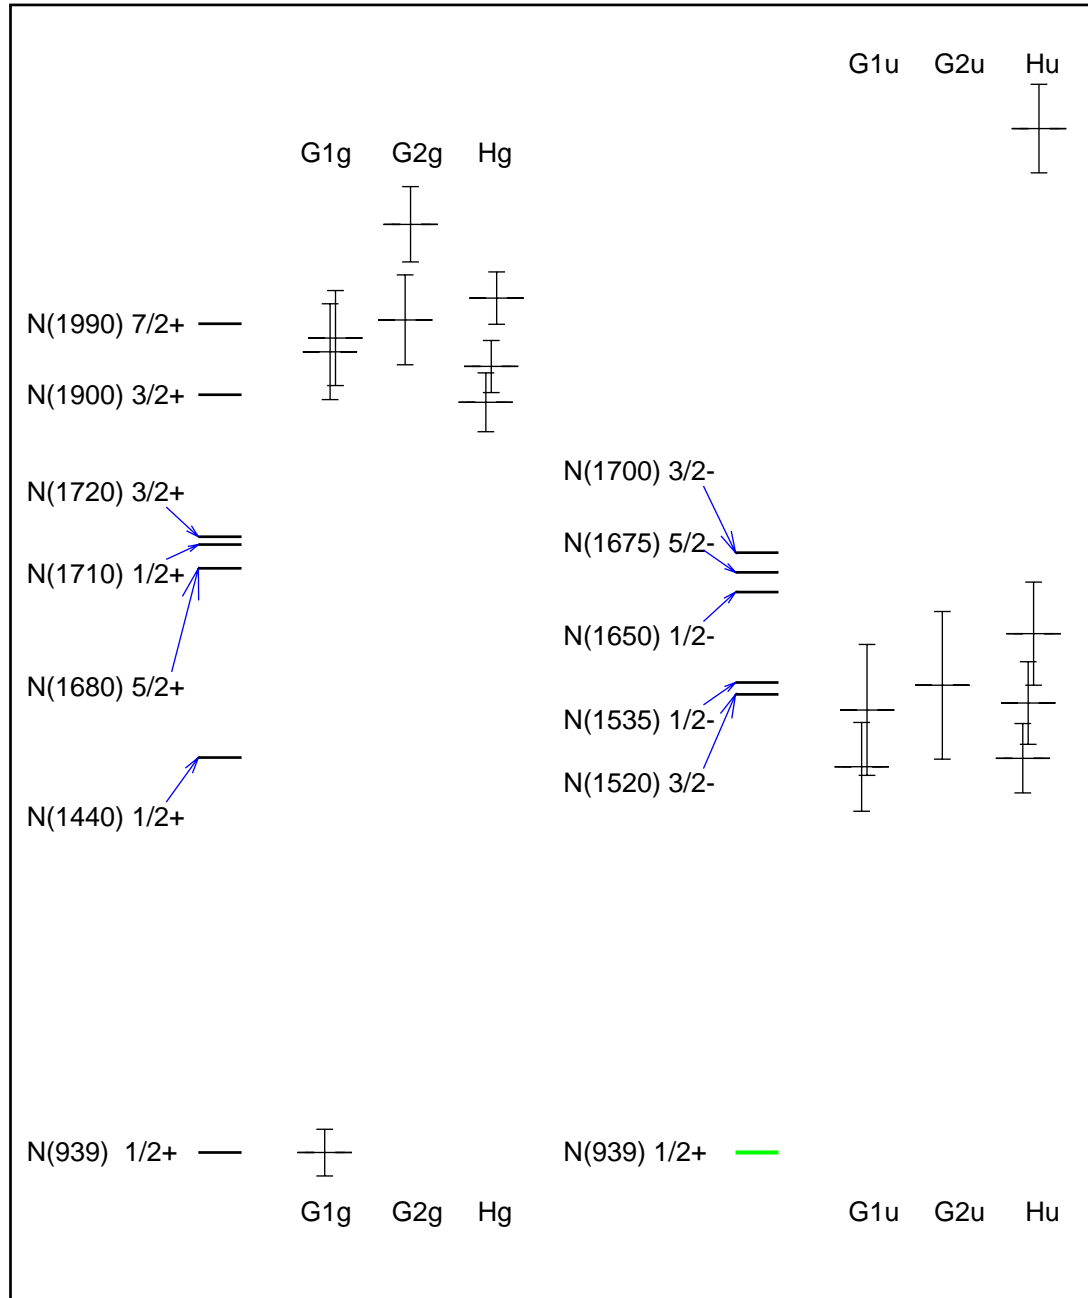 G1u G2u Hu
G1g G2g Hg
N(1990) 7/2+
N(1900) 3/2+
N(1720) 3/2+
N(1710) 1/2+
N(1680) 5/2+
N(1440) 1/2+
N(939) 1/2+
G1g G2g Hg
N(1700) 3/2-
N(1675) 5/2-
N(1650) 1/2-
N(1535) 1/2-
N(1520) 3/2-
N(939) 1/2+
G1u G2u Hu